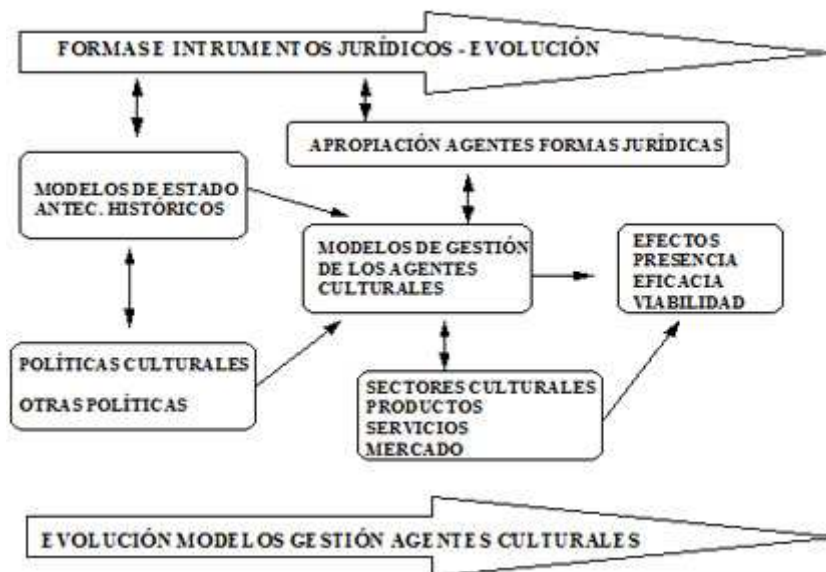 FORMAS E INTRUMENTOS JURÍDICOS - EVOLUCIÓN
APROPIACIÓN AGENTES FORMAS JURÍDICAS
MODELOS DE ESTADO
ANTEC. HISTÓRICOS
MODELOS DE GESTIÓN
DE LOS AGENTES
CULTURALES
EFECTOS
PRESENCIA
EFICACIA
VIABILIDAD
POLÍTICAS CULTURALES
OTRAS POLÍTICAS
SECTORES CULTURALES
PRODUCTOS
SERVICIOS
MERCADO
EVOLUCIÓN MODELOS GESTIÓN AGENTES CULTURALES